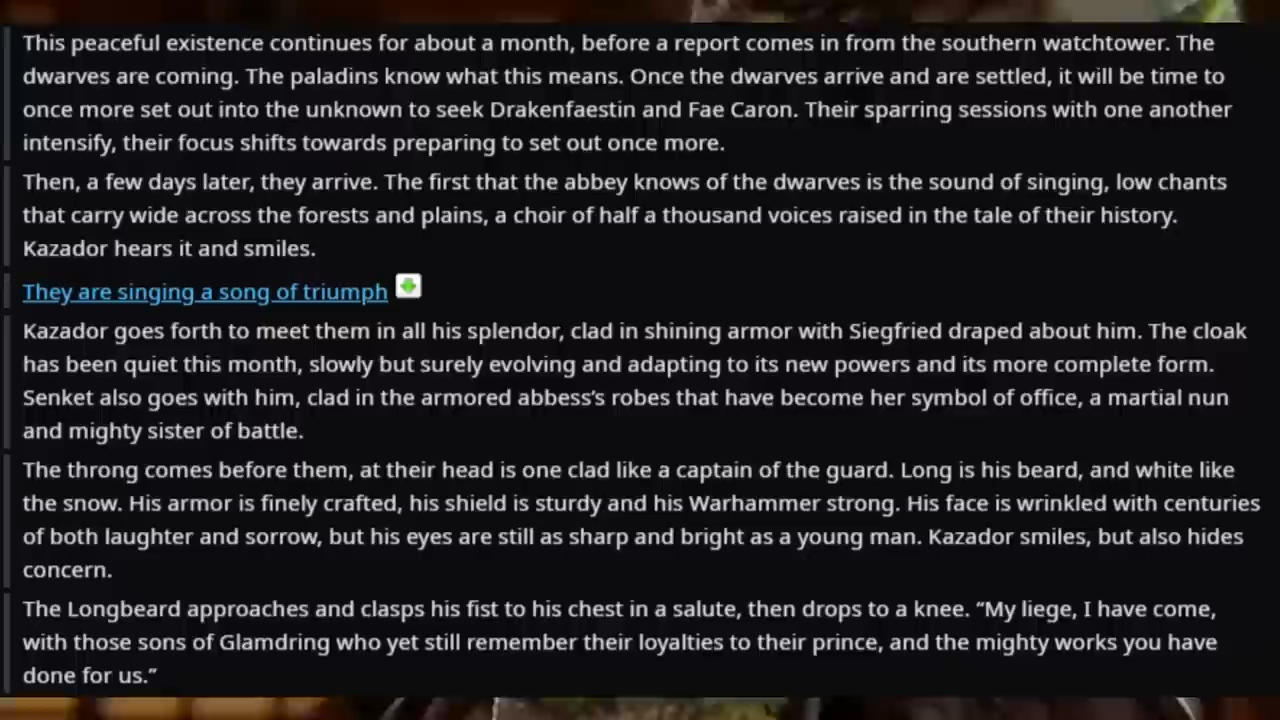 This peaceful existence continues for about a month, before a report comes in from the southern watchtower. The
dwarves are coming. The paladins know what this means. Once the dwarves arrive and are settled, it will be time to
once more set out into the unknown to seek Drakenfaestin and Fae Caron. Their sparring sessions with one another
intensify, their focus shifts towards preparing to set out once more.
Then, a few days later, they arrive. The first that the abbey knows of the dwarves is the sound of singing, low chants
that carry wide across the forests and plains, a choir of half a thousand voices raised in the tale of their history.
Kazador hears it and smiles.
They are singing a song of triumph
Kazador goes forth to meet them in all his splendor, clad in shining armor with Siegfried draped about him. The cloak
has been quiet this month, slowly but surely evolving and adapting to its new powers and its more complete form.
Senket also goes with him, clad in the armored abbess’s robes that have become her symbol of office, a martial nun
and mighty sister of battle.
The throng comes before them, at their head is one clad like a captain of the guard. Long is his beard, and white like
the snow. His armor is finely crafted, his shield is sturdy and his Warhammer strong. His face is wrinkled with centuries
of both laughter and sorrow, but his eyes are still as sharp and bright as a young man. Kazador smiles, but also hides
concern.
The Longbeard approaches and clasps his fist to his chest in a salute, then drops to a knee. “My liege, I have come,
with those sons of Glamdring who yet still remember their loyalties to their prince, and the mighty works you have
done for us.”